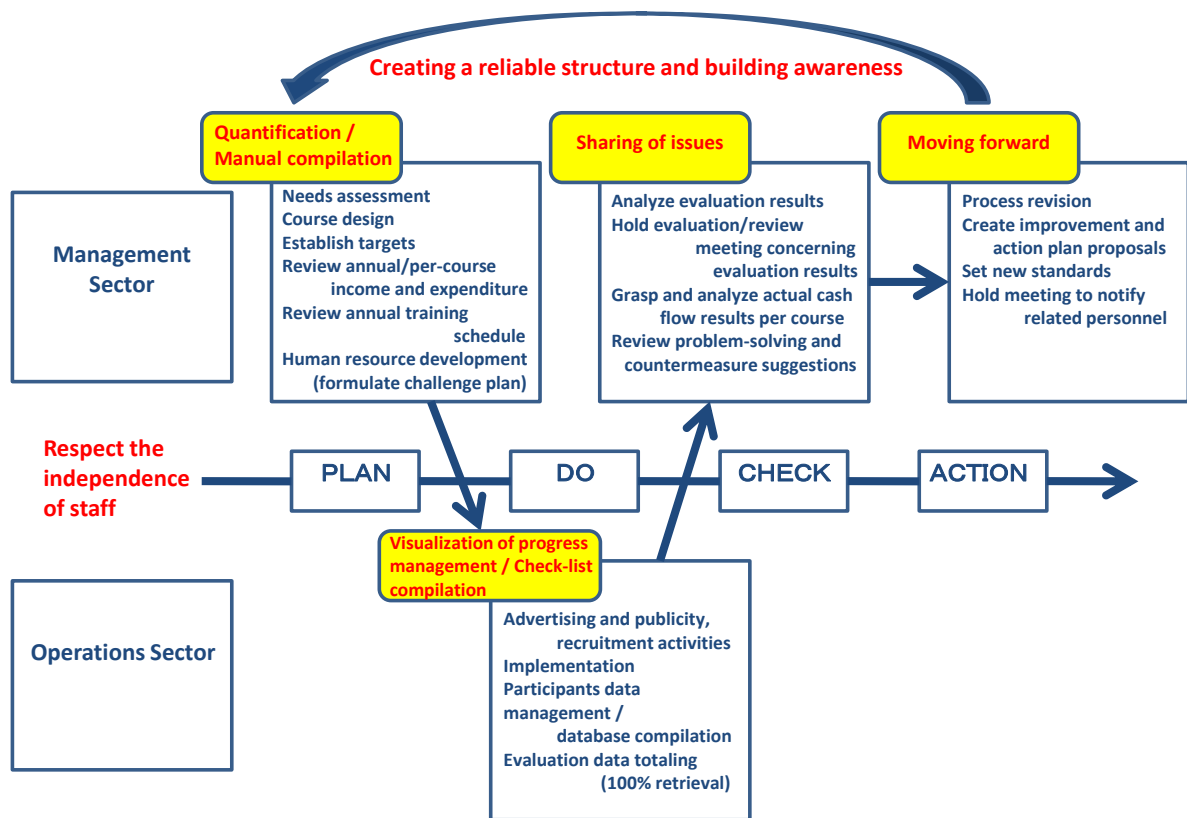 Creating a reliable structure and building awareness
Quantification /
Manual compilation
Sharing of issues
Moving forward
Management
Sector
Needs assessment
Course design
Establish targets
Review annual/per-course
income and expenditure
Review annual training
schedule
Human resource development
(formulate challenge plan)
Analyze evaluation results
Hold evaluation/review
meeting concerning
evaluation results
Grasp and analyze actual cash
flow results per course
Review problem-solving and
countermeasure suggestions
Process revision
Create improvement and
action plan proposals
Set new standards
Hold meeting to notify
related personnel
Respect the
independence
of staff
PLAN
DO
CHECK
ACTION
Visualization of progress
management / Check-list
compilation
Operations Sector
Advertising and publicity,
recruitment activities
Implementation
Participants data
management /
database compilation
Evaluation data totaling
(100% retrieval)